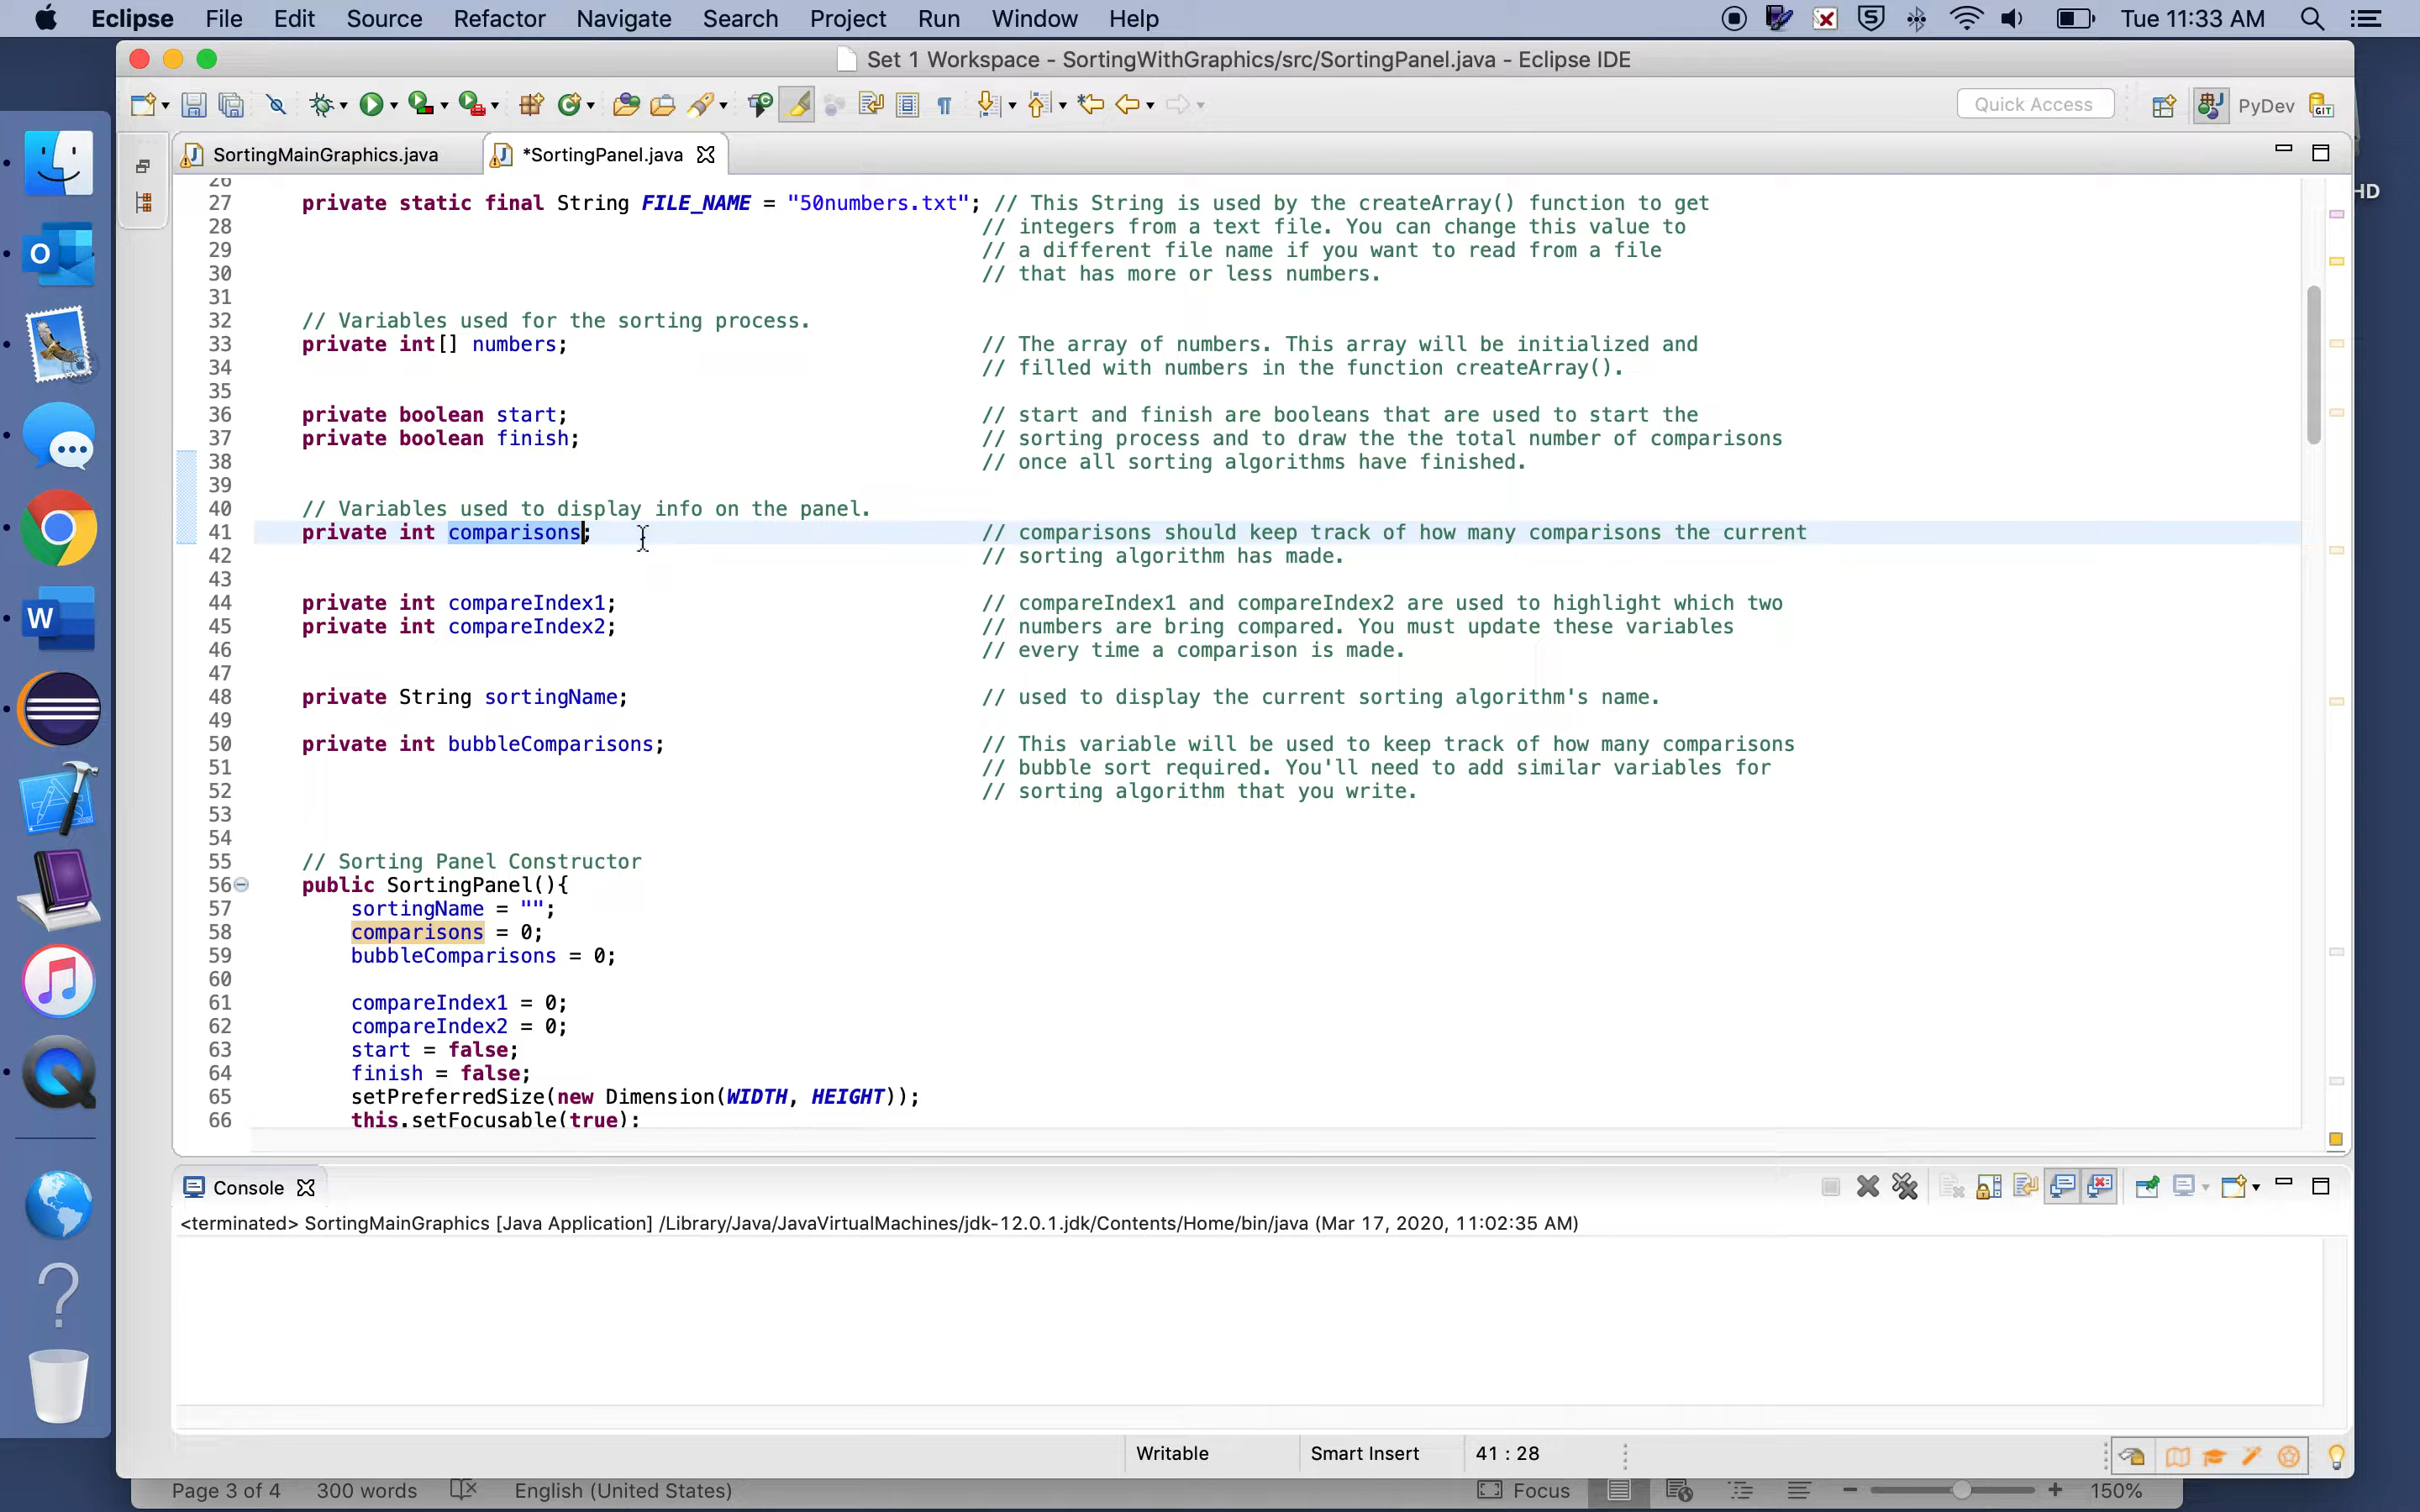 Eclipse File Edit Source Refactor Navigate Search Project Run Window Help Tue 11:33 AM
Set 1 Workspace - SortingWithGraphics/src/SortingPanel.java - Eclipse IDE
Quick Access PyDev
GIT
HD
SortingMainGraphics.java *SortingPanel.java
26
27 private static final String FILE_NAME = "50numbers.txt"; // This String is used by the createArray() function to get
28 // integers from a text file. You can change this value to
29 // a different file name if you want to read from a file
30 // that has more or less numbers.
31
32 // Variables used for the sorting process.
33 private int[] numbers; // The array of numbers. This array will be initialized and
34 // filled with numbers in the function createArray().
35
36 private boolean start; // start and finish are booleans that are used to start the
37 private boolean finish; // sorting process and to draw the the total number of comparisons
38 // once all sorting algorithms have finished.
39
40 // Variables used to display info on the panel.
41 private int comparisons; // comparisons should keep track of how many comparisons the current
42 // sorting algorithm has made.
43
44 private int compareIndex1; // compareIndex1 and compareIndex2 are used to highlight which two
45 private int compareIndex2; // numbers are bring compared. You must update these variables
46 // every time a comparison is made.
47
48 private String sortingName; // used to display the current sorting algorithm's name.
49
50 private int bubbleComparisons; // This variable will be used to keep track of how many comparisons
51 // bubble sort required. You'll need to add similar variables for
52 // sorting algorithm that you write.
53
54
55 // Sorting Panel Constructor
56 public SortingPanel(){
57 sortingName = "";
58 comparisons = 0;
59 bubbleComparisons = 0;
60
61 compareIndex1 = 0;
62 compareIndex2 = 0;
63 start = false;
64 finish = false;
65 setPreferredSize(new Dimension(WIDTH, HEIGHT));
66 this.setFocusable(true);
Console
<terminated> SortingMainGraphics [Java Application] /Library/Java/JavaVirtualMachines/jdk-12.0.1.jdk/Contents/Home/bin/java (Mar 17, 2020, 11:02:35 AM)
Writable Smart Insert 41 : 28
Page 3 of 4 300 words English (United States) Focus 150%